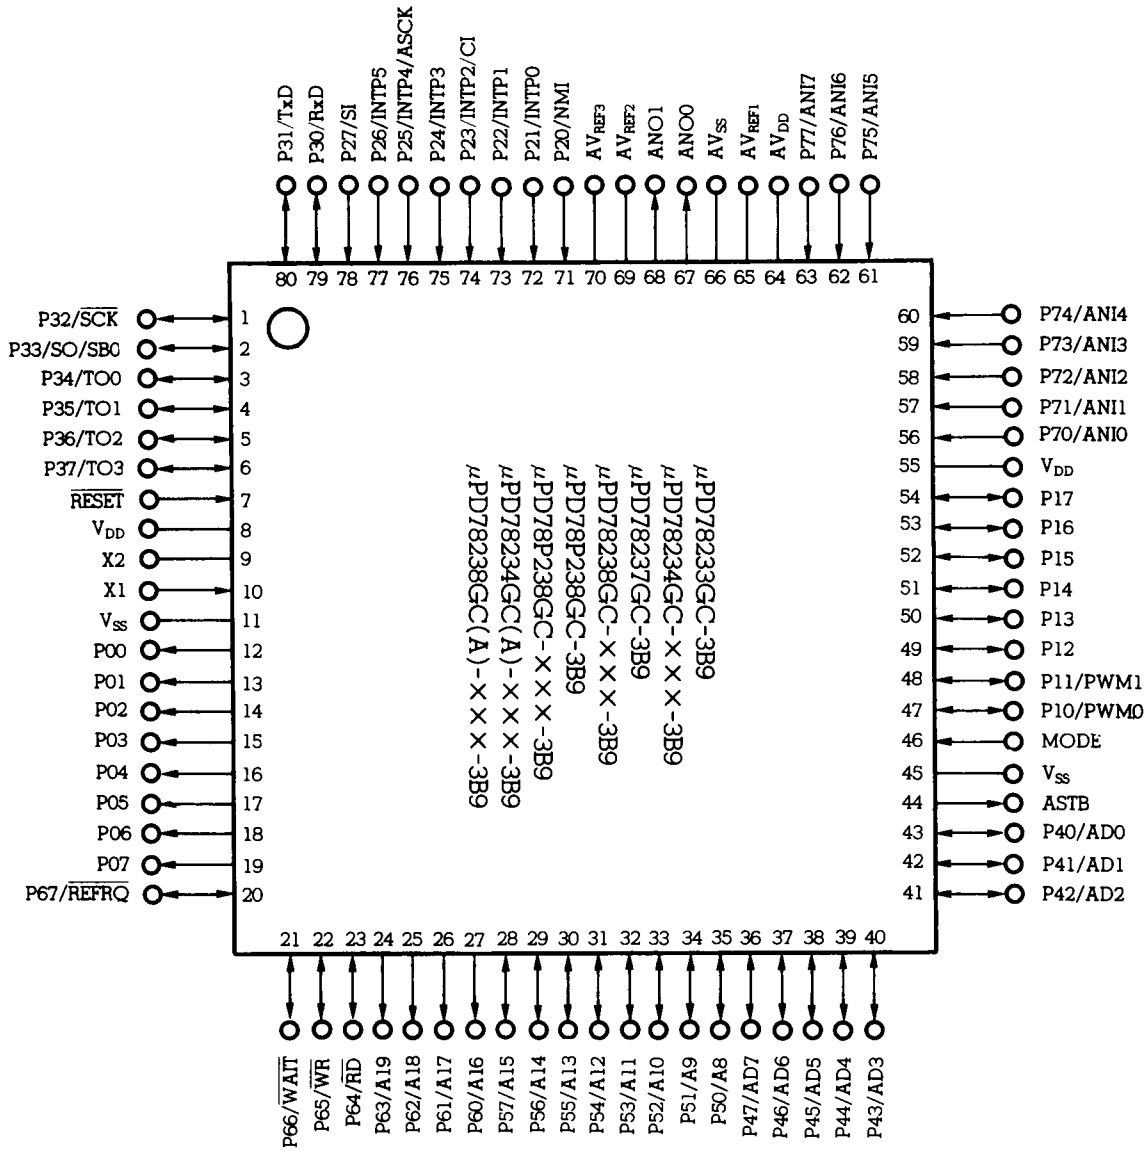 P31/TxD
P30/RxD
P27/SI
P26/INTP5
P25/INTP4/ASCK
P24/INTP3
P23/INTP2/CI
P22/INTP1
P21/INTP0
P20/NMI
AVREF3
AVREF2
ANO1
ANO0
AVSS
AVREF1
AVDD
P77/ANI7
P76/ANI6
P75/ANI5
80 79 78 77 76 75 74 73 72 71 70 69 68 67 66 65 64 63 62 61
P32/SCK 1
P33/SO/SB0 2
P34/TO0 3
P35/TO1 4
P36/TO2 5
P37/TO3 6
RESET 7
VDD 8
X2 9
X1 10
VSS 11
P00 12
P01 13
P02 14
P03 15
P04 16
P05 17
P06 18
P07 19
P67/REFRQ 20
μPD78233GC-3B9
μPD78234GC-×××-3B9
μPD78237GC-3B9
μPD78238GC-×××-3B9
μPD78P238GC-3B9
μPD78P238GC-×××-3B9
μPD78234GC(A)-×××-3B9
μPD78238GC(A)-×××-3B9
60 P74/ANI4
59 P73/ANI3
58 P72/ANI2
57 P71/ANI1
56 P70/ANI0
55 VDD
54 P17
53 P16
52 P15
51 P14
50 P13
49 P12
48 P11/PWM1
47 P10/PWM0
46 MODE
45 VSS
44 ASTB
43 P40/AD0
42 P41/AD1
41 P42/AD2
21 22 23 24 25 26 27 28 29 30 31 32 33 34 35 36 37 38 39 40
P66/WAIT
P65/WR
P64/RD
P63/A19
P62/A18
P61/A17
P60/A16
P57/A15
P56/A14
P55/A13
P54/A12
P53/A11
P52/A10
P51/A9
P50/A8
P47/AD7
P46/AD6
P45/AD5
P44/AD4
P43/AD3